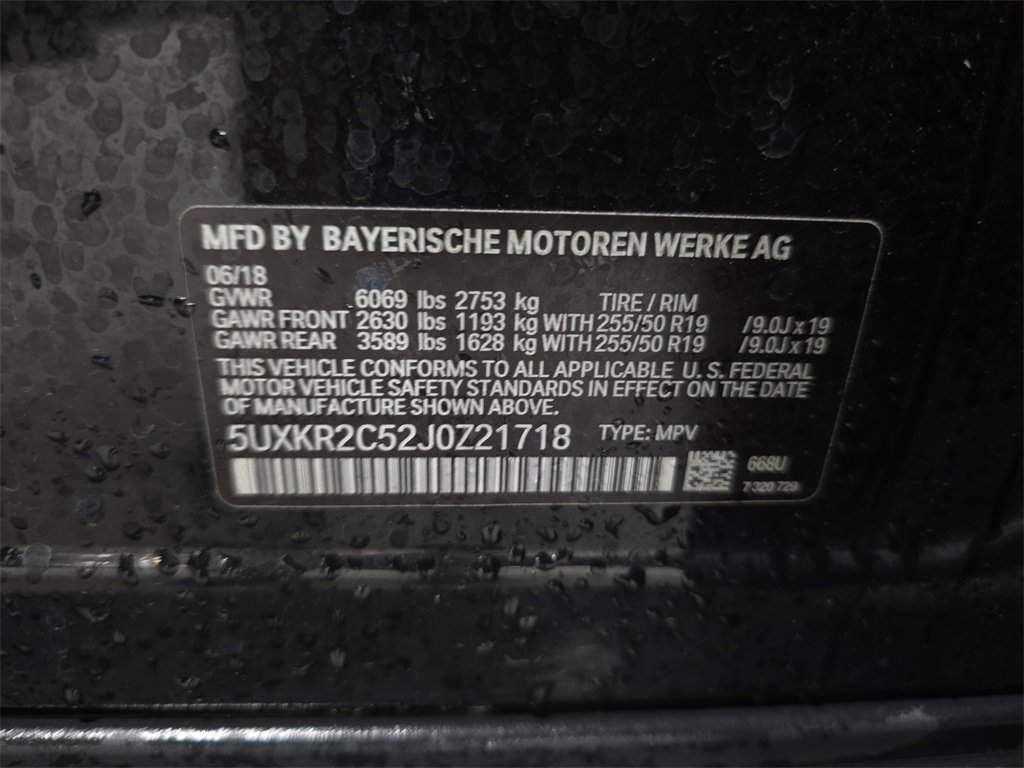 MFD BY BAYERISCHE MOTOREN WERKE AG
06/18
GVWR 6069 lbs 2753 kg TIRE / RIM
GAWR FRONT 2630 lbs 1193 kg WITH 255/50 R19 /9.0J x 19
GAWR REAR 3589 lbs 1628 kg WITH 255/50 R19 /9.0J x 19
THIS VEHICLE CONFORMS TO ALL APPLICABLE U. S. FEDERAL
MOTOR VEHICLE SAFETY STANDARDS IN EFFECT ON THE DATE
OF MANUFACTURE SHOWN ABOVE.
5UXKR2C52J0Z21718 TYPE: MPV
668U
7 320 729